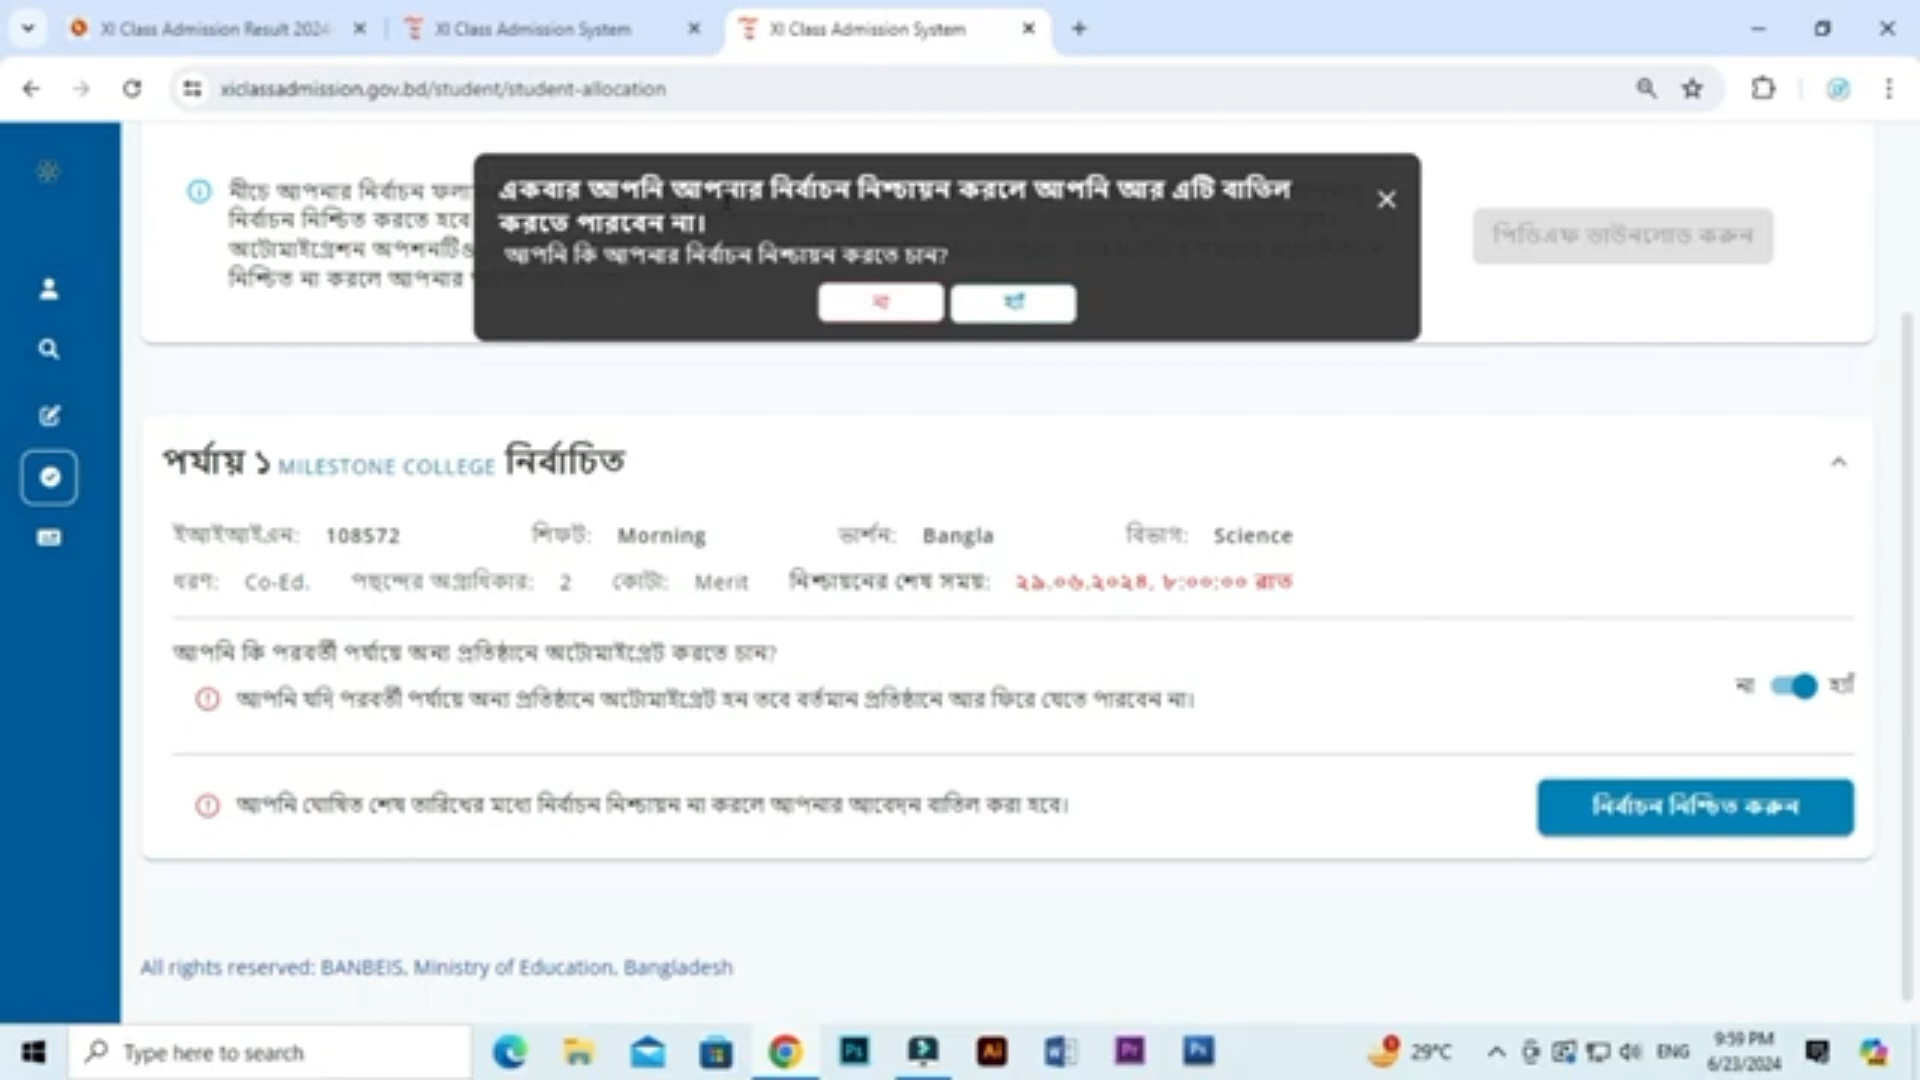 XI Class Admission Result 2024
XI Class Admission System
XI Class Admission System
xiclassadmission.gov.bd/student/student-allocation
নীচে আপনার নির্বাচন ফলা
নির্বাচন নিশ্চিত করতে হবে
অটোমাইগ্রেশন অপশনটিও
নিশ্চিত না করলে আপনার
একবার আপনি আপনার নির্বাচন নিশ্চায়ন করলে আপনি আর এটি বাতিল
করতে পারবেন না।
আপনি কি আপনার নির্বাচন নিশ্চায়ন করতে চান?
না হ্যাঁ
পিডিএফ ডাউনলোড করুন
পর্যায় ১ MILESTONE COLLEGE নির্বাচিত
ইআইআইএন: 108572 শিফট: Morning ভার্শন: Bangla বিভাগ: Science
ধরণ: Co-Ed. পছন্দের অগ্রাধিকার: 2 কোটা: Merit নিশ্চায়নের শেষ সময়: ২৯.০৬.২০২৪, ৮:০০:০০ রাত
আপনি কি পরবর্তী পর্যায়ে অন্য প্রতিষ্ঠানে অটোমাইগ্রেট করতে চান?
আপনি যদি পরবর্তী পর্যায়ে অন্য প্রতিষ্ঠানে অটোমাইগ্রেট হন তবে বর্তমান প্রতিষ্ঠানে আর ফিরে যেতে পারবেন না।
না হ্যাঁ
আপনি ঘোষিত শেষ তারিখের মধ্যে নির্বাচন নিশ্চায়ন না করলে আপনার আবেদন বাতিল করা হবে।
নির্বাচন নিশ্চিত করুন
All rights reserved: BANBEIS, Ministry of Education, Bangladesh
Type here to search
29°C
ENG
9:59 PM
6/23/2024